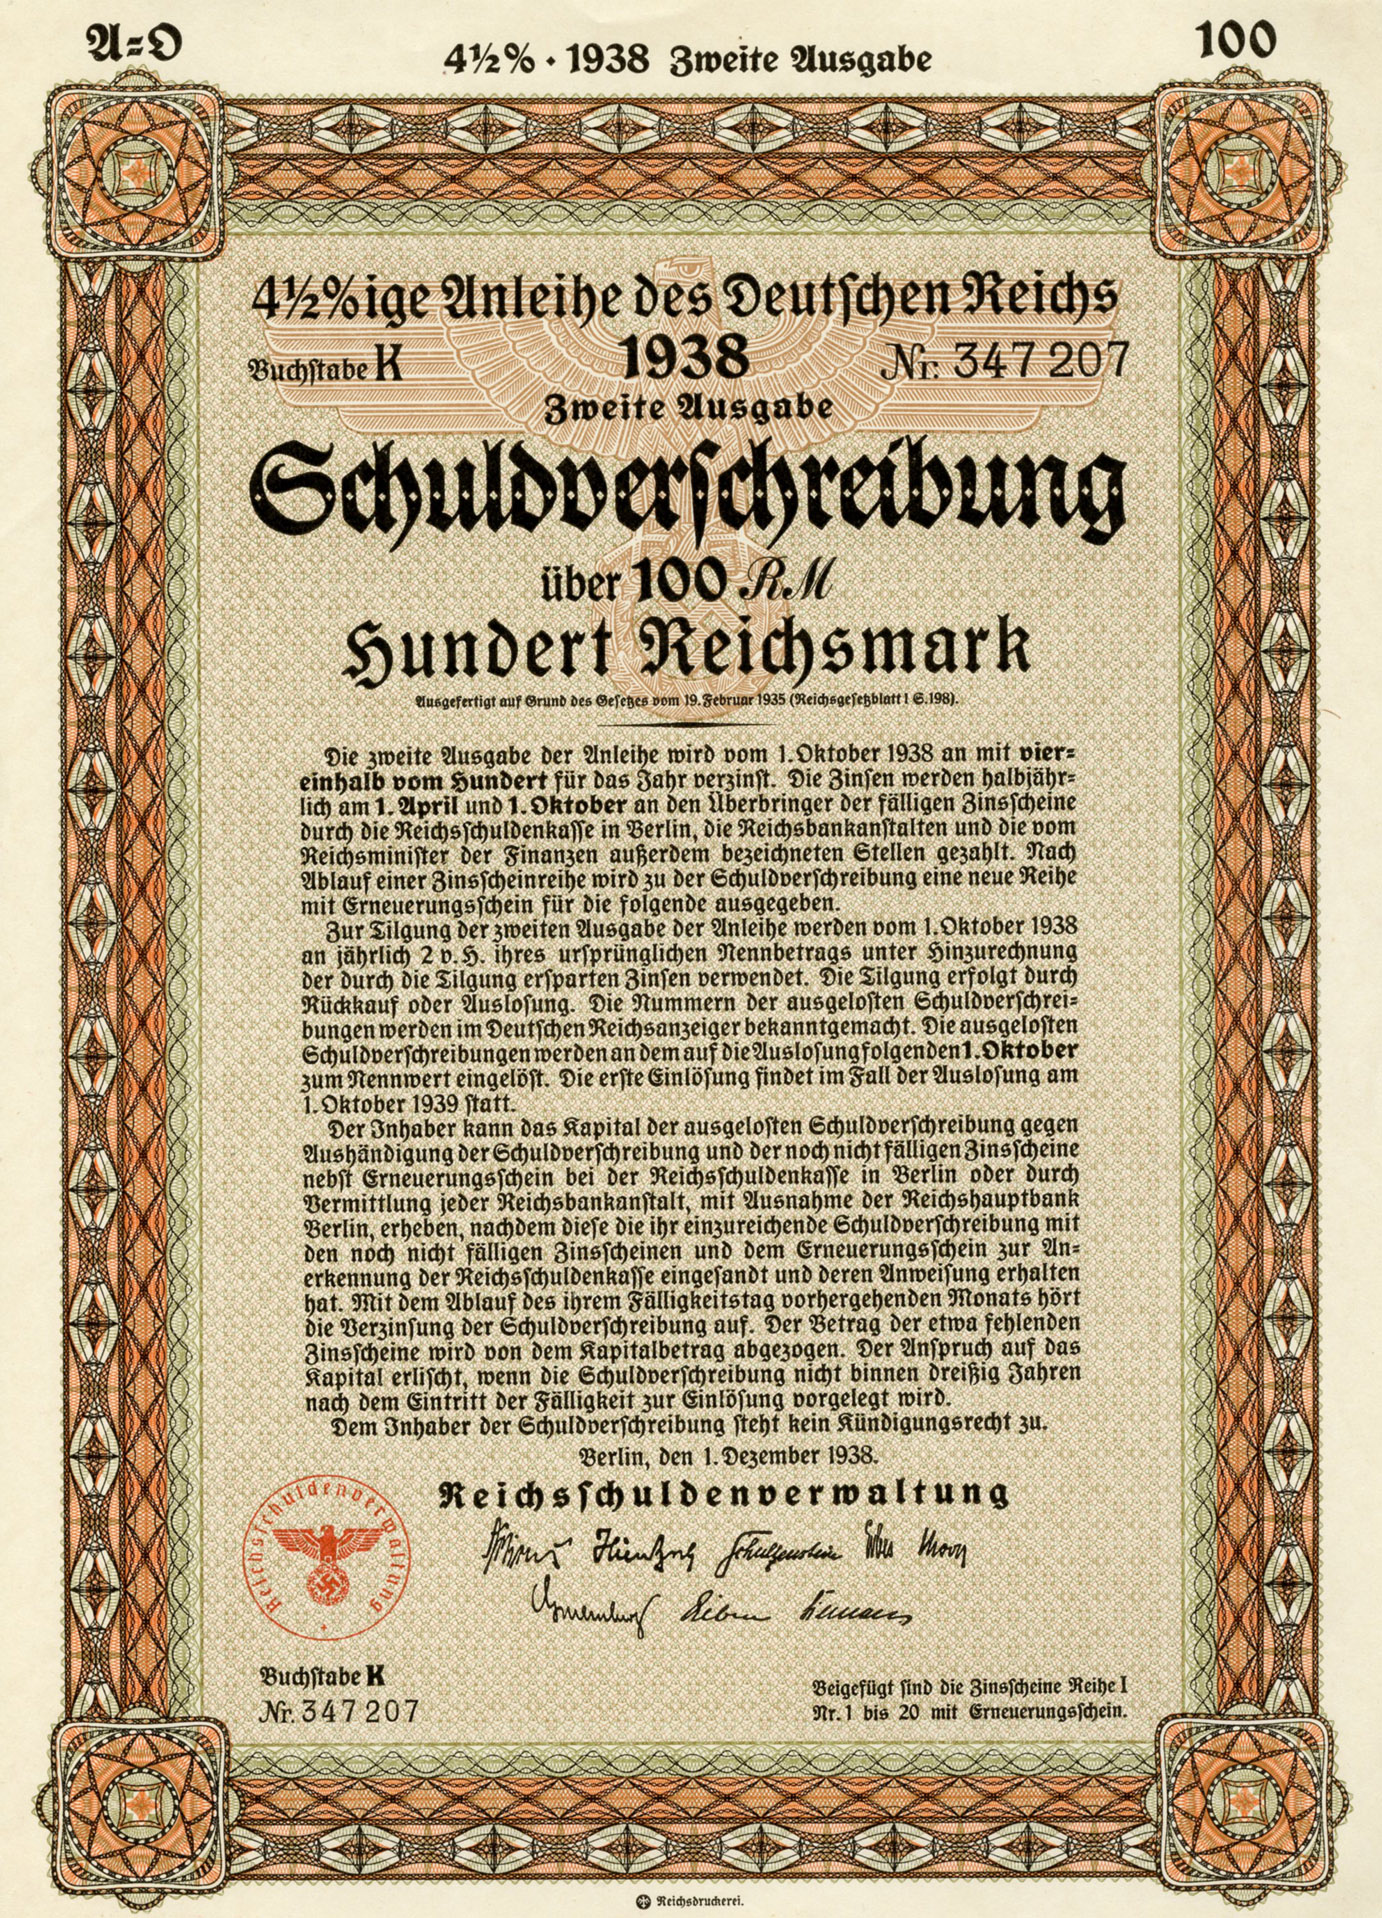 A=O
4½% · 1938 Zweite Ausgabe
100
4½%ige Anleihe des Deutſchen Reichs
Buchſtabe K
1938
Nr. 347207
Zweite Ausgabe
Schuldverſchreibung
über 100 RM
Hundert Reichsmark
Ausgefertigt auf Grund des Geſetzes vom 19. Februar 1935 (Reichsgeſetzblatt I S. 198).
Die zweite Ausgabe der Anleihe wird vom 1. Oktober 1938 an mit vier=
einhalb vom Hundert für das Jahr verzinſt. Die Zinſen werden halbjähr=
lich am 1. April und 1. Oktober an den Überbringer der fälligen Zinsſcheine
durch die Reichsſchuldenkaſſe in Berlin, die Reichsbankanſtalten und die vom
Reichsminiſter der Finanzen außerdem bezeichneten Stellen gezahlt. Nach
Ablauf einer Zinsſcheinreihe wird zu der Schuldverſchreibung eine neue Reihe
mit Erneuerungsſchein für die folgende ausgegeben.
Zur Tilgung der zweiten Ausgabe der Anleihe werden vom 1. Oktober 1938
an jährlich 2 v. H. ihres urſprünglichen Nennbetrags unter Hinzurechnung
der durch die Tilgung erſparten Zinſen verwendet. Die Tilgung erfolgt durch
Rückkauf oder Ausloſung. Die Nummern der ausgeloſten Schuldverſchrei=
bungen werden im Deutſchen Reichsanzeiger bekanntgemacht. Die ausgeloſten
Schuldverſchreibungen werden an dem auf die Ausloſung folgenden 1. Oktober
zum Nennwert eingelöſt. Die erſte Einlöſung findet im Fall der Ausloſung am
1. Oktober 1939 ſtatt.
Der Inhaber kann das Kapital der ausgeloſten Schuldverſchreibung gegen
Aushändigung der Schuldverſchreibung und der noch nicht fälligen Zinsſcheine
nebſt Erneuerungsſchein bei der Reichsſchuldenkaſſe in Berlin oder durch
Vermittlung jeder Reichsbankanſtalt, mit Ausnahme der Reichshauptbank
Berlin, erheben, nachdem dieſe die ihr einzureichende Schuldverſchreibung mit
den noch nicht fälligen Zinsſcheinen und dem Erneuerungsſchein zur An=
erkennung der Reichsſchuldenkaſſe eingeſandt und deren Anweiſung erhalten
hat. Mit dem Ablauf des ihrem Fälligkeitstag vorhergehenden Monats hört
die Verzinſung der Schuldverſchreibung auf. Der Betrag der etwa fehlenden
Zinsſcheine wird von dem Kapitalbetrag abgezogen. Der Anſpruch auf das
Kapital erliſcht, wenn die Schuldverſchreibung nicht binnen dreißig Jahren
nach dem Eintritt der Fälligkeit zur Einlöſung vorgelegt wird.
Dem Inhaber der Schuldverſchreibung ſteht kein Kündigungsrecht zu.
Berlin, den 1. Dezember 1938.
Reichsſchuldenverwaltung
Reichsſchuldenverwaltung
Buchſtabe K
Nr. 347207
Beigefügt ſind die Zinsſcheine Reihe I
Nr. 1 bis 20 mit Erneuerungsſchein.
Reichsdruckerei.